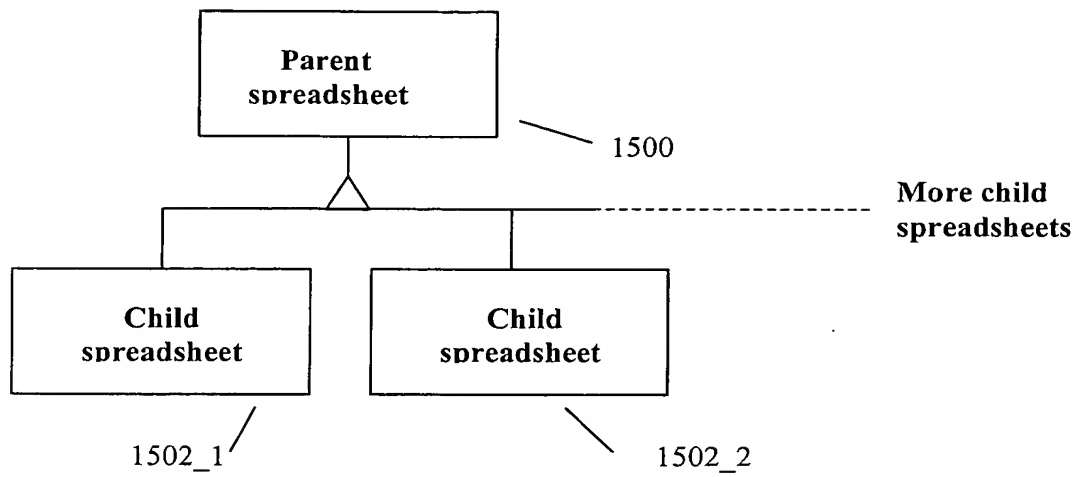 Parent
spreadsheet
1500
More child
spreadsheets
Child
spreadsheet
Child
spreadsheet
1502_1
1502_2